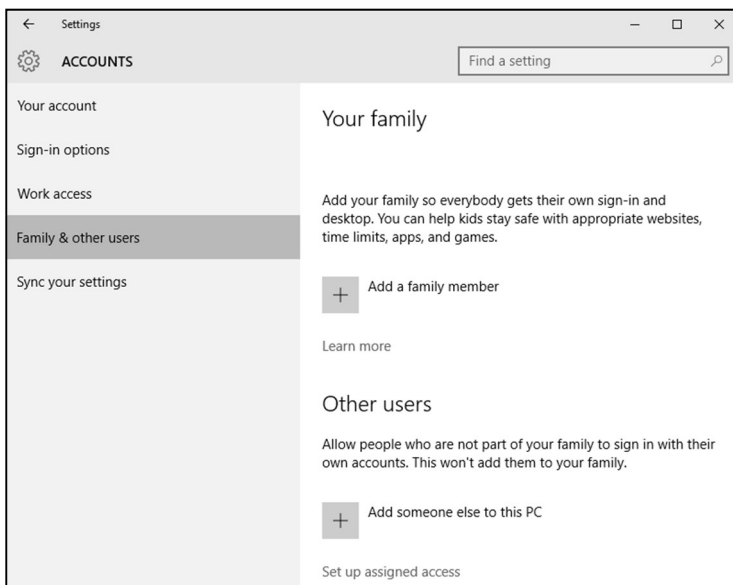 Settings
ACCOUNTS
Find a setting
Your account
Sign-in options
Work access
Family & other users
Sync your settings
Your family
Add your family so everybody gets their own sign-in and
desktop. You can help kids stay safe with appropriate websites,
time limits, apps, and games.
Add a family member
Learn more
Other users
Allow people who are not part of your family to sign in with their
own accounts. This won't add them to your family.
Add someone else to this PC
Set up assigned access